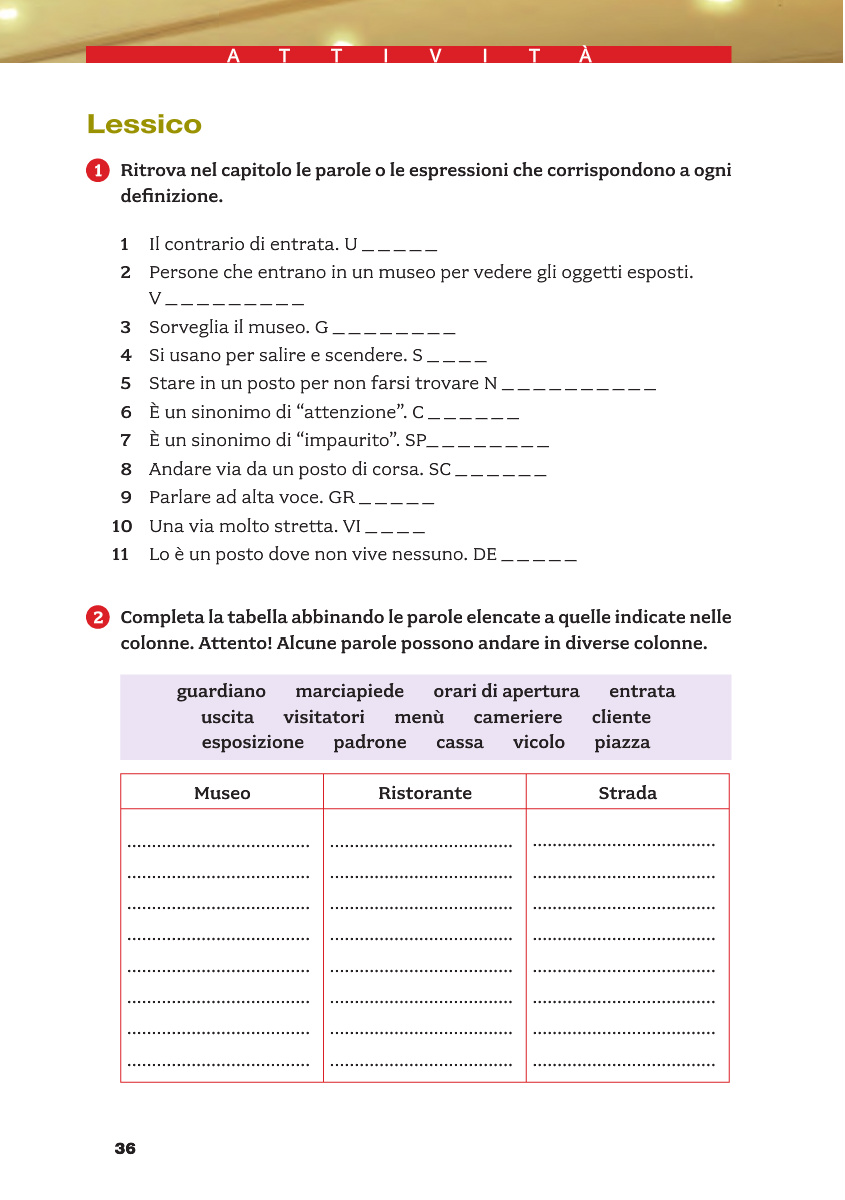 ATTIVITÀ
Lessico
1 Ritrova nel capitolo le parole o le espressioni che corrispondono a ogni
definizione.
1 Il contrario di entrata. U _ _ _ _ _
2 Persone che entrano in un museo per vedere gli oggetti esposti.
V _ _ _ _ _ _ _ _ _
3 Sorveglia il museo. G _ _ _ _ _ _ _ _
4 Si usano per salire e scendere. S _ _ _ _
5 Stare in un posto per non farsi trovare N _ _ _ _ _ _ _ _ _ _
6 È un sinonimo di “attenzione”. C _ _ _ _ _ _
7 È un sinonimo di “impaurito”. SP_ _ _ _ _ _ _ _
8 Andare via da un posto di corsa. SC _ _ _ _ _ _
9 Parlare ad alta voce. GR _ _ _ _ _
10 Una via molto stretta. VI _ _ _ _
11 Lo è un posto dove non vive nessuno. DE _ _ _ _ _
2 Completa la tabella abbinando le parole elencate a quelle indicate nelle
colonne. Attento! Alcune parole possono andare in diverse colonne.
guardiano marciapiede orari di apertura entrata
uscita visitatori menù cameriere cliente
esposizione padrone cassa vicolo piazza
Museo Ristorante Strada
36